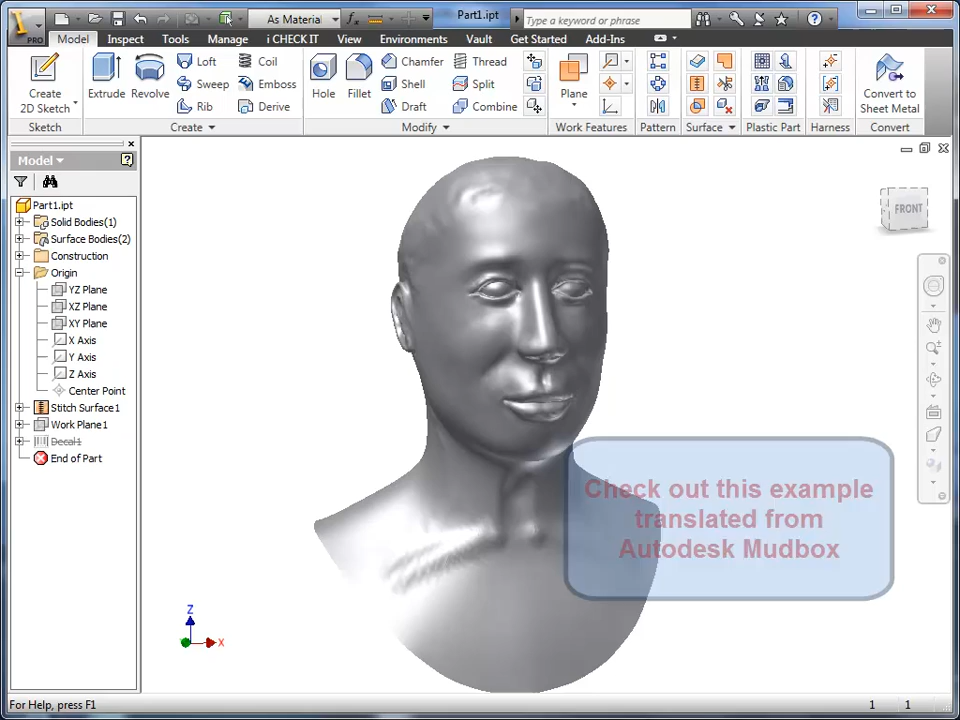 As Material
Part1.ipt
Type a keyword or phrase
PRO
Model
Inspect
Tools
Manage
i CHECK IT
View
Environments
Vault
Get Started
Add-Ins
Create
2D Sketch
Sketch
Extrude
Revolve
Loft
Sweep
Rib
Coil
Emboss
Derive
Create
Hole
Fillet
Chamfer
Shell
Draft
Thread
Split
Combine
Modify
Plane
Work Features
Pattern
Surface
Plastic Part
Harness
Convert to
Sheet Metal
Convert
Model
Part1.ipt
Solid Bodies(1)
Surface Bodies(2)
Construction
Origin
YZ Plane
XZ Plane
XY Plane
X Axis
Y Axis
Z Axis
Center Point
Stitch Surface1
Work Plane1
Decal1
End of Part
FRONT
Check out this example
translated from
Autodesk Mudbox
Z
X
For Help, press F1
1
1